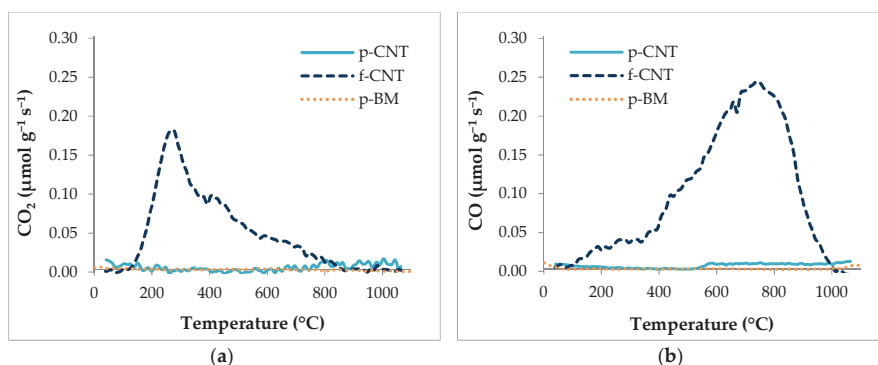 0.30
0.25
0.20
0.15
0.10
0.05
0.00
CO₂ (µmol g⁻¹ s⁻¹)
p-CNT
f-CNT
p-BM
0 200 400 600 800 1000
Temperature (°C)
(a)
0.30
0.25
0.20
0.15
0.10
0.05
0.00
CO (µmol g⁻¹ s⁻¹)
p-CNT
f-CNT
p-BM
0 200 400 600 800 1000
Temperature (°C)
(b)